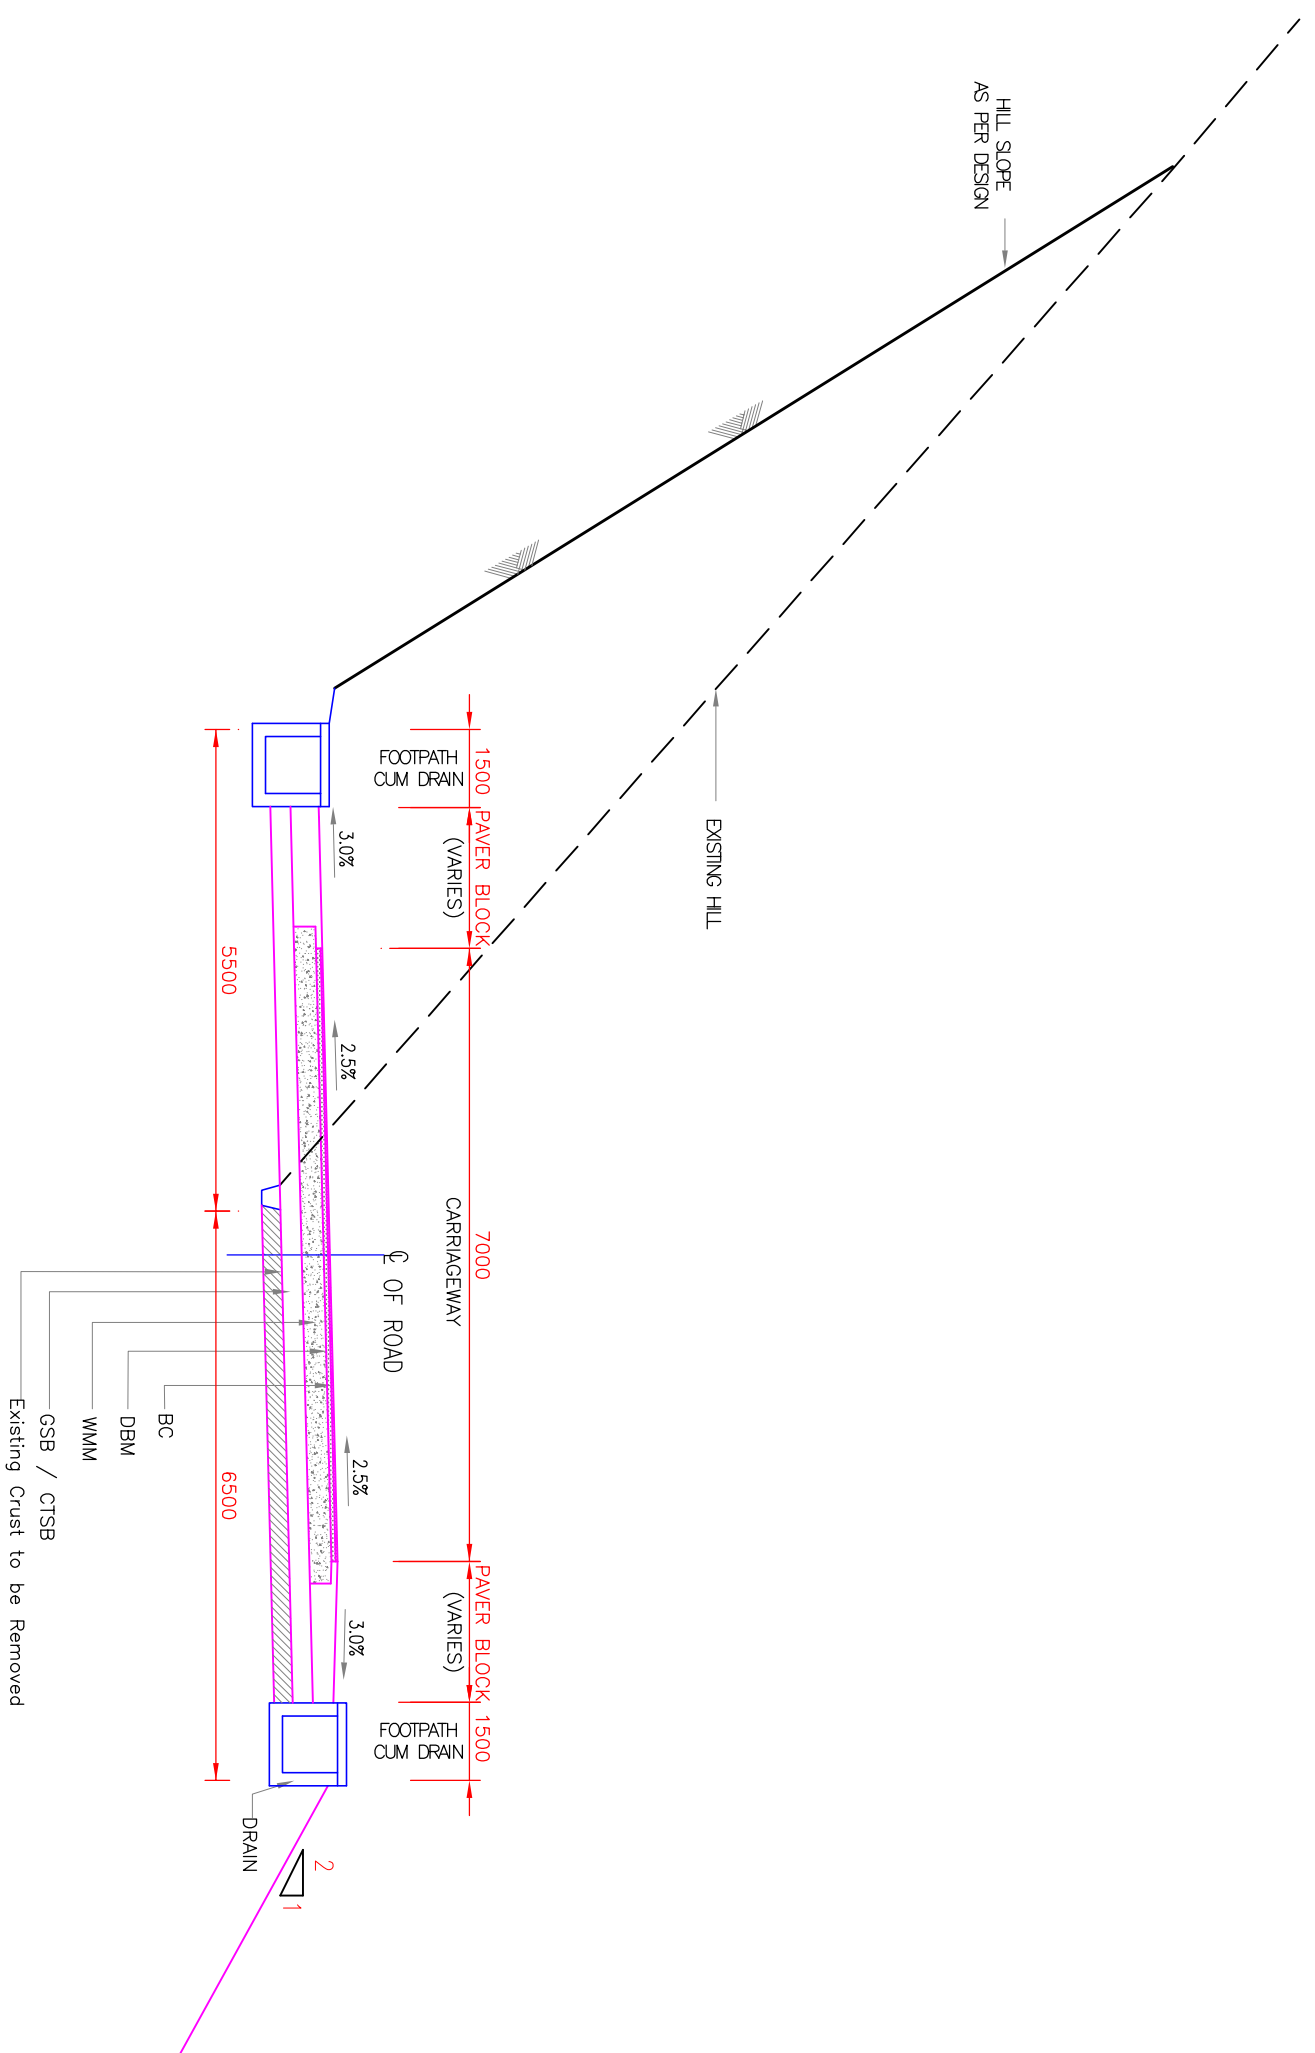 HILL SLOPE
AS PER DESIGN
EXISTING HILL
1500
PAVER BLOCK
(VARIES)
7000
CARRIAGEWAY
PAVER BLOCK
(VARIES)
1500
FOOTPATH
CUM DRAIN
FOOTPATH
CUM DRAIN
℄ OF ROAD
3.0%
2.5%
2.5%
3.0%
5500
6500
DRAIN
2
1
BC
DBM
WMM
GSB / CTSB
Existing Crust to be Removed